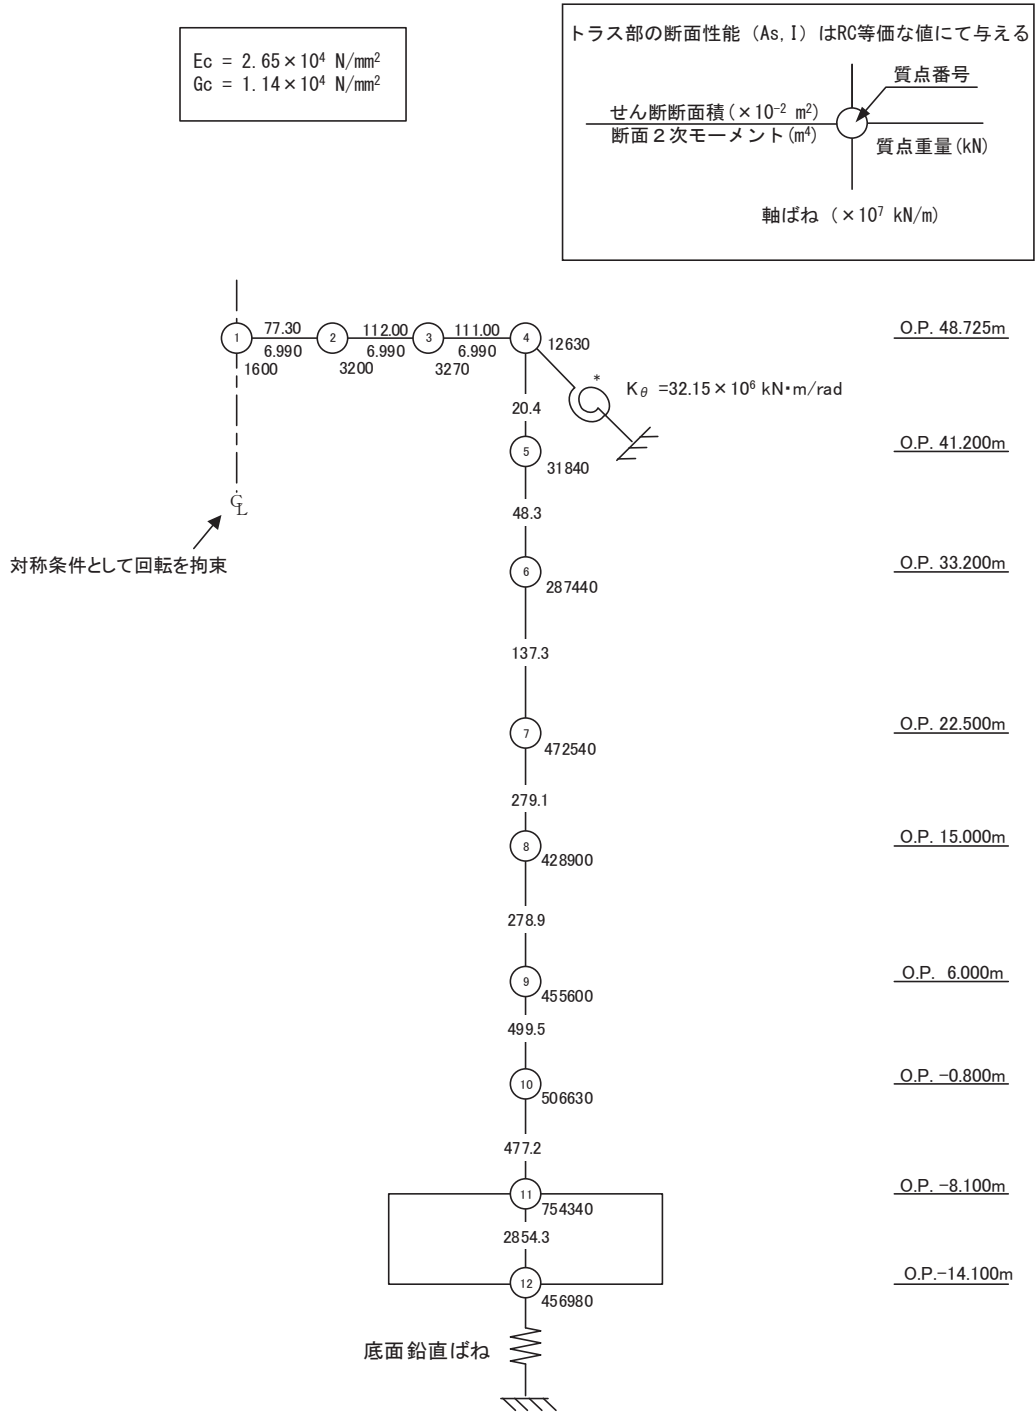 Ec = 2.65×10⁴ N/mm²
Gc = 1.14×10⁴ N/mm²
トラス部の断面性能（As,I）はRC等価な値にて与える
質点番号
せん断断面積(×10⁻² m²)
断面２次モーメント(m⁴)
質点重量(kN)
軸ばね（×10⁷ kN/m)
1 77.30 2 112.00 3 111.00 4
6.990 6.990 6.990
1600 3200 3270 12630
O.P. 48.725m
*
Kθ =32.15×10⁶ kN・m/rad
20.4
5
31840
O.P. 41.200m
℄
対称条件として回転を拘束
48.3
6
287440
O.P. 33.200m
137.3
7
472540
O.P. 22.500m
279.1
8
428900
O.P. 15.000m
278.9
9
455600
O.P. 6.000m
499.5
10
506630
O.P. -0.800m
477.2
11
754340
O.P. -8.100m
2854.3
12
456980
O.P.-14.100m
底面鉛直ばね